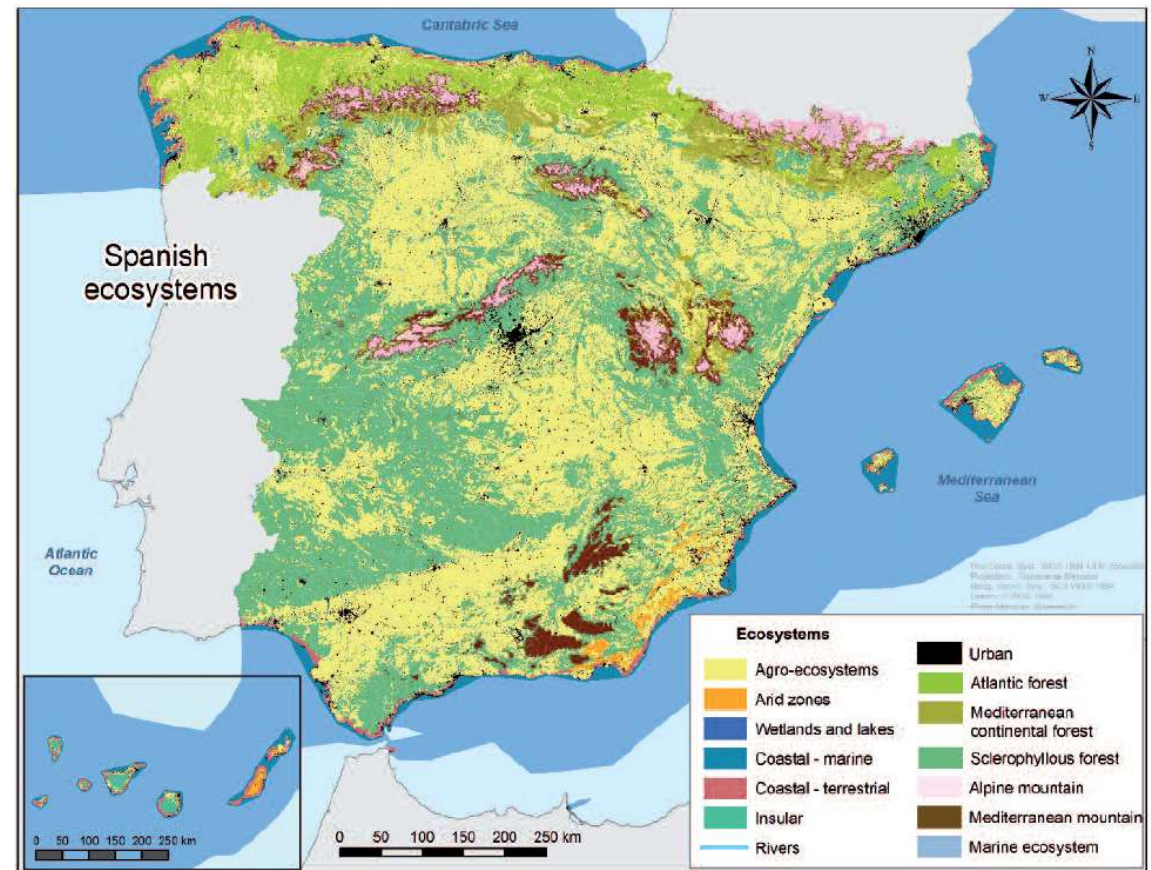 Cantabric Sea
N
W
E
S
Spanish
ecosystems
Mediterranean
Sea
Atlantic
Ocean
Ecosystems
Agro-ecosystems
Arid zones
Wetlands and lakes
Coastal - marine
Coastal - terrestrial
Insular
Rivers
Urban
Atlantic forest
Mediterranean
continental forest
Sclerophyllous forest
Alpine mountain
Mediterranean mountain
Marine ecosystem
0 50 100 150 200 250 km
0 50 100 150 200 250 km